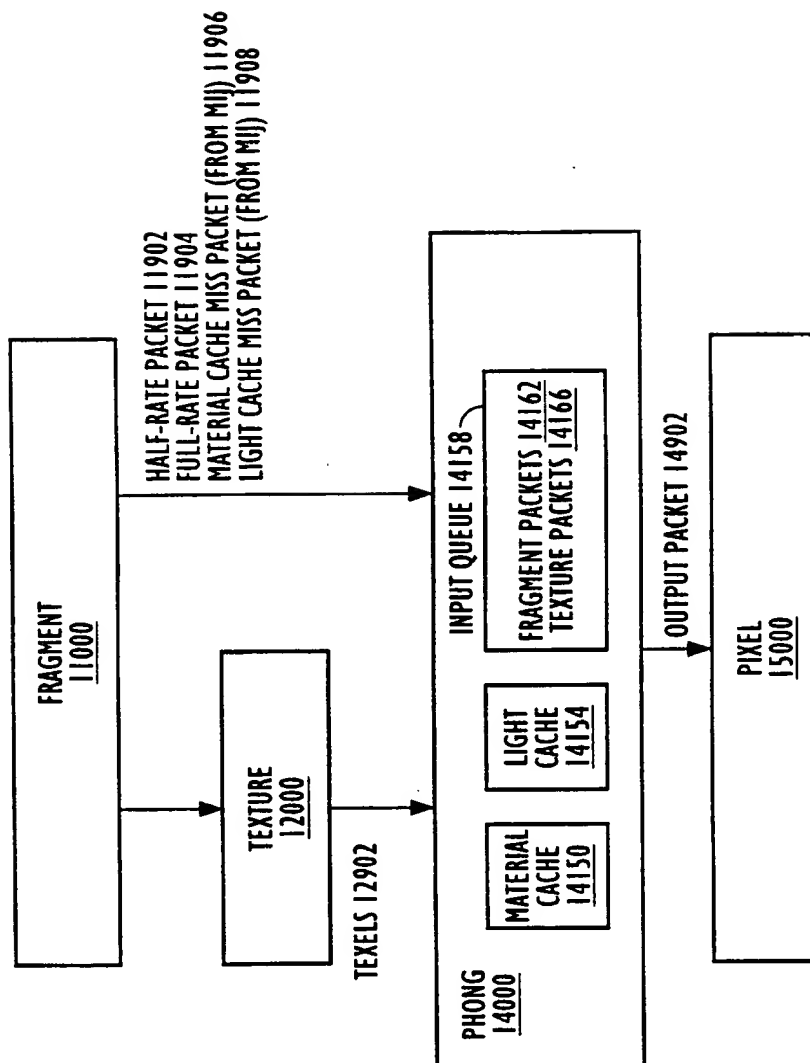 FRAGMENT
11000
HALF-RATE PACKET 11902
FULL-RATE PACKET 11904
MATERIAL CACHE MISS PACKET (FROM MIJ) 11906
LIGHT CACHE MISS PACKET (FROM MIJ) 11908
TEXTURE
12000
TEXELS 12902
PHONG
14000
MATERIAL
CACHE
14150
LIGHT
CACHE
14154
INPUT QUEUE 14158
FRAGMENT PACKETS 14162
TEXTURE PACKETS 14166
OUTPUT PACKET 14902
PIXEL
15000